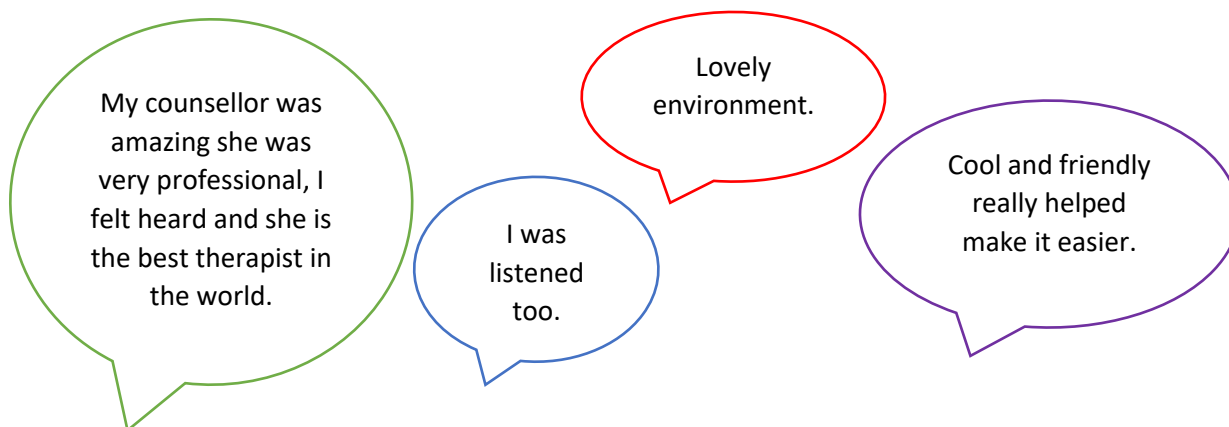 My counsellor was
amazing she was
very professional, I
felt heard and she is
the best therapist in
the world.
I was
listened
too.
Lovely
environment.
Cool and friendly
really helped
make it easier.